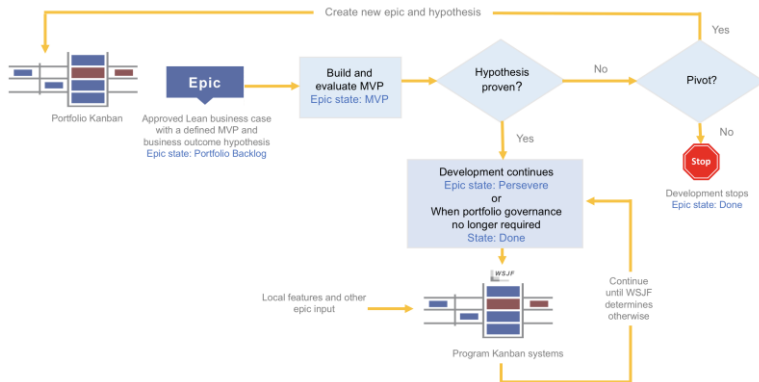 Create new epic and hypothesis
Yes
Portfolio Kanban
Epic
Approved Lean business case
with a defined MVP and
business outcome hypothesis
Epic state: Portfolio Backlog
Build and
evaluate MVP
Epic state: MVP
Hypothesis
proven?
No
Pivot?
No
Stop
Development stops
Epic state: Done
Yes
Development continues
Epic state: Persevere
or
When portfolio governance
no longer required
State: Done
WSJF
Local features and other
epic input
Program Kanban systems
Continue
until WSJF
determines
otherwise